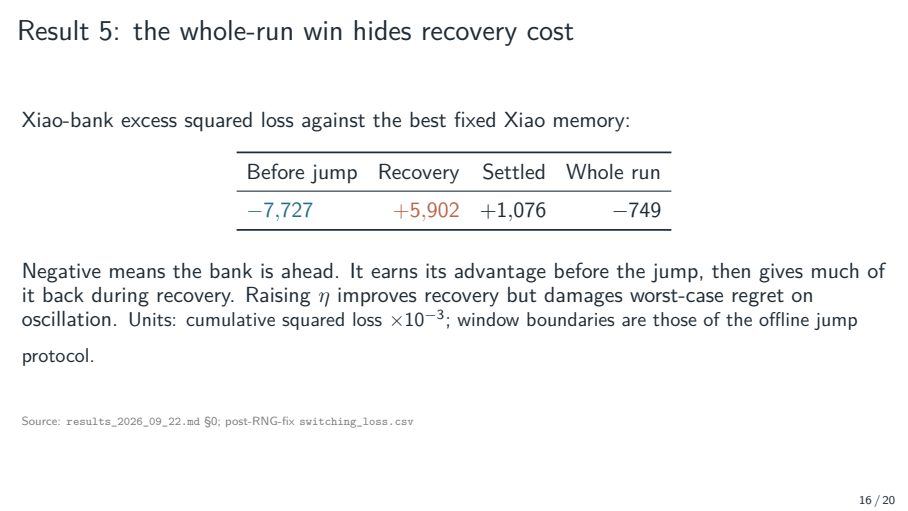 Result 5: the whole-run win hides recovery cost
Xiao-bank excess squared loss against the best fixed Xiao memory:
Before jump Recovery Settled Whole run
−7,727 +5,902 +1,076 −749
Negative means the bank is ahead. It earns its advantage before the jump, then gives much of
it back during recovery. Raising η improves recovery but damages worst-case regret on
oscillation. Units: cumulative squared loss ×10⁻³; window boundaries are those of the offline jump
protocol.
Source: results_2026_09_22.md §0; post-RNG-fix switching_loss.csv
16 / 20